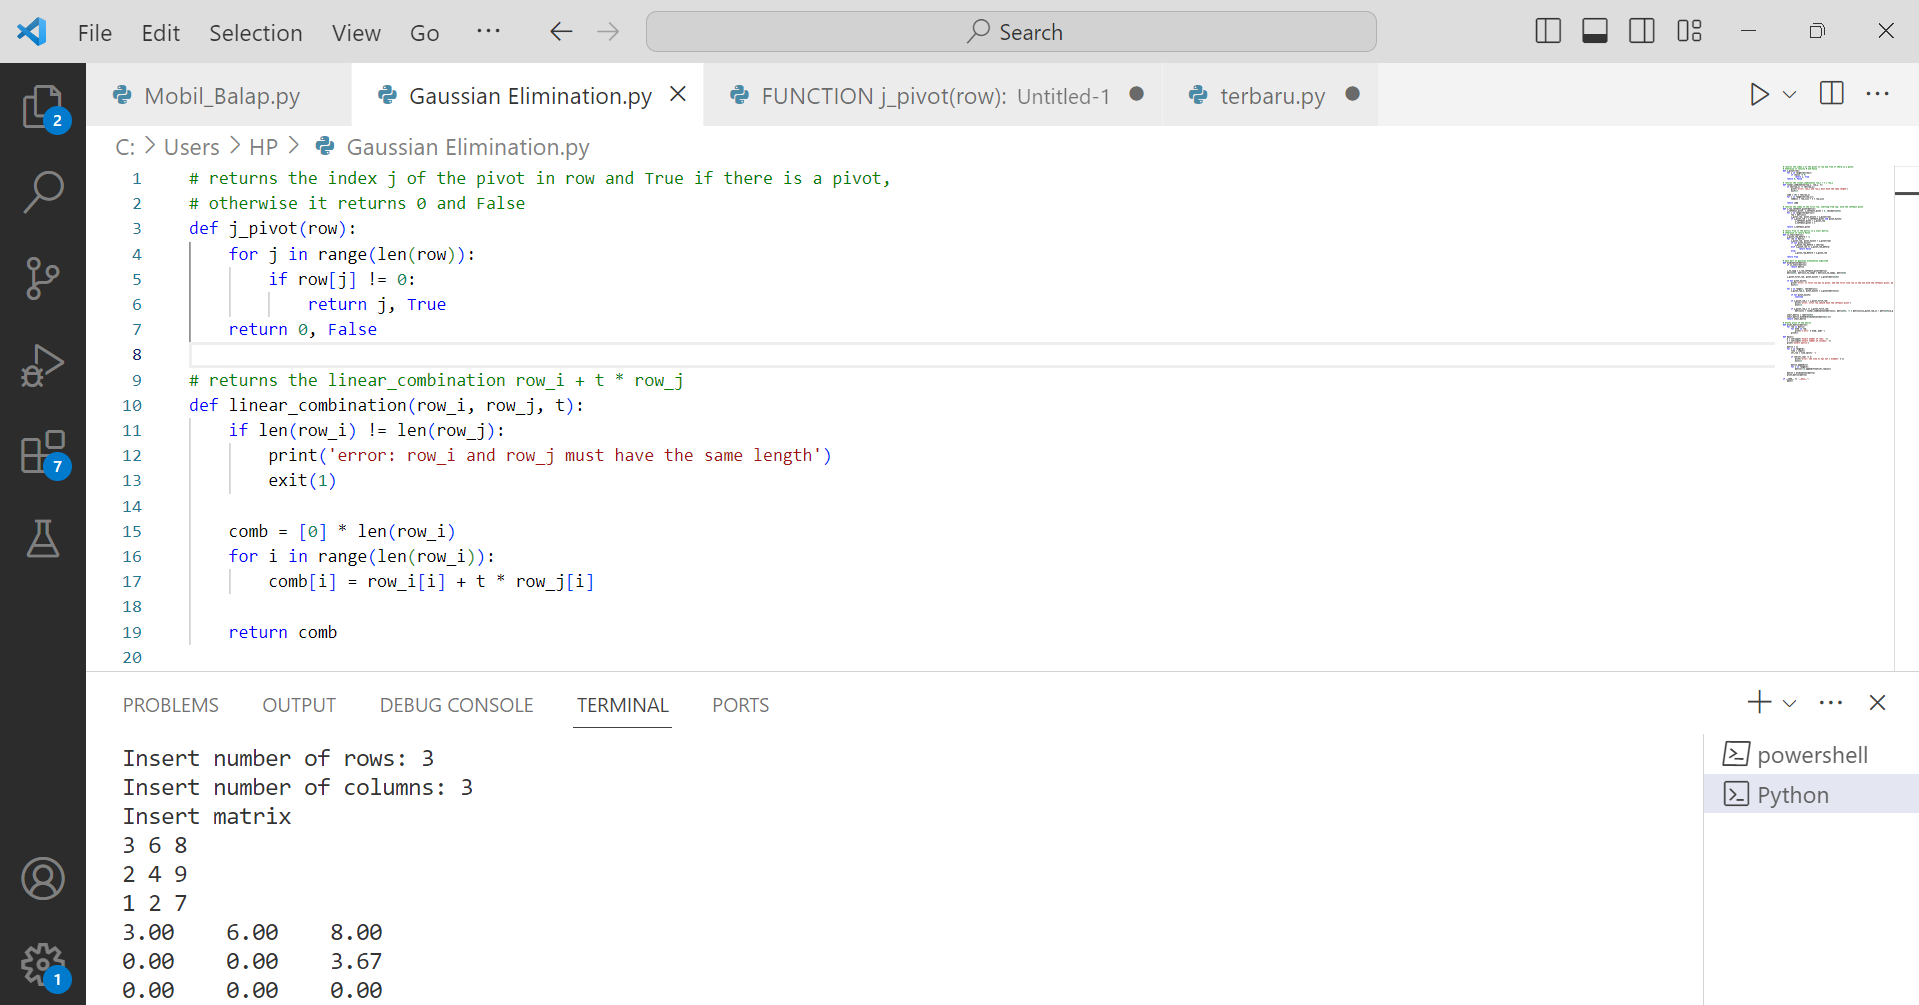 File Edit Selection View Go ... Search
Mobil_Balap.py Gaussian Elimination.py FUNCTION j_pivot(row): Untitled-1 terbaru.py
C: > Users > HP > Gaussian Elimination.py
1 # returns the index j of the pivot in row and True if there is a pivot,
2 # otherwise it returns 0 and False
3 def j_pivot(row):
4 for j in range(len(row)):
5 if row[j] != 0:
6 return j, True
7 return 0, False
8
9 # returns the linear_combination row_i + t * row_j
10 def linear_combination(row_i, row_j, t):
11 if len(row_i) != len(row_j):
12 print('error: row_i and row_j must have the same length')
13 exit(1)
14
15 comb = [0] * len(row_i)
16 for i in range(len(row_i)):
17 comb[i] = row_i[i] + t * row_j[i]
18
19 return comb
20
2
7
1
PROBLEMS OUTPUT DEBUG CONSOLE TERMINAL PORTS
Insert number of rows: 3
Insert number of columns: 3
Insert matrix
3 6 8
2 4 9
1 2 7
3.00 6.00 8.00
0.00 0.00 3.67
0.00 0.00 0.00
powershell
Python